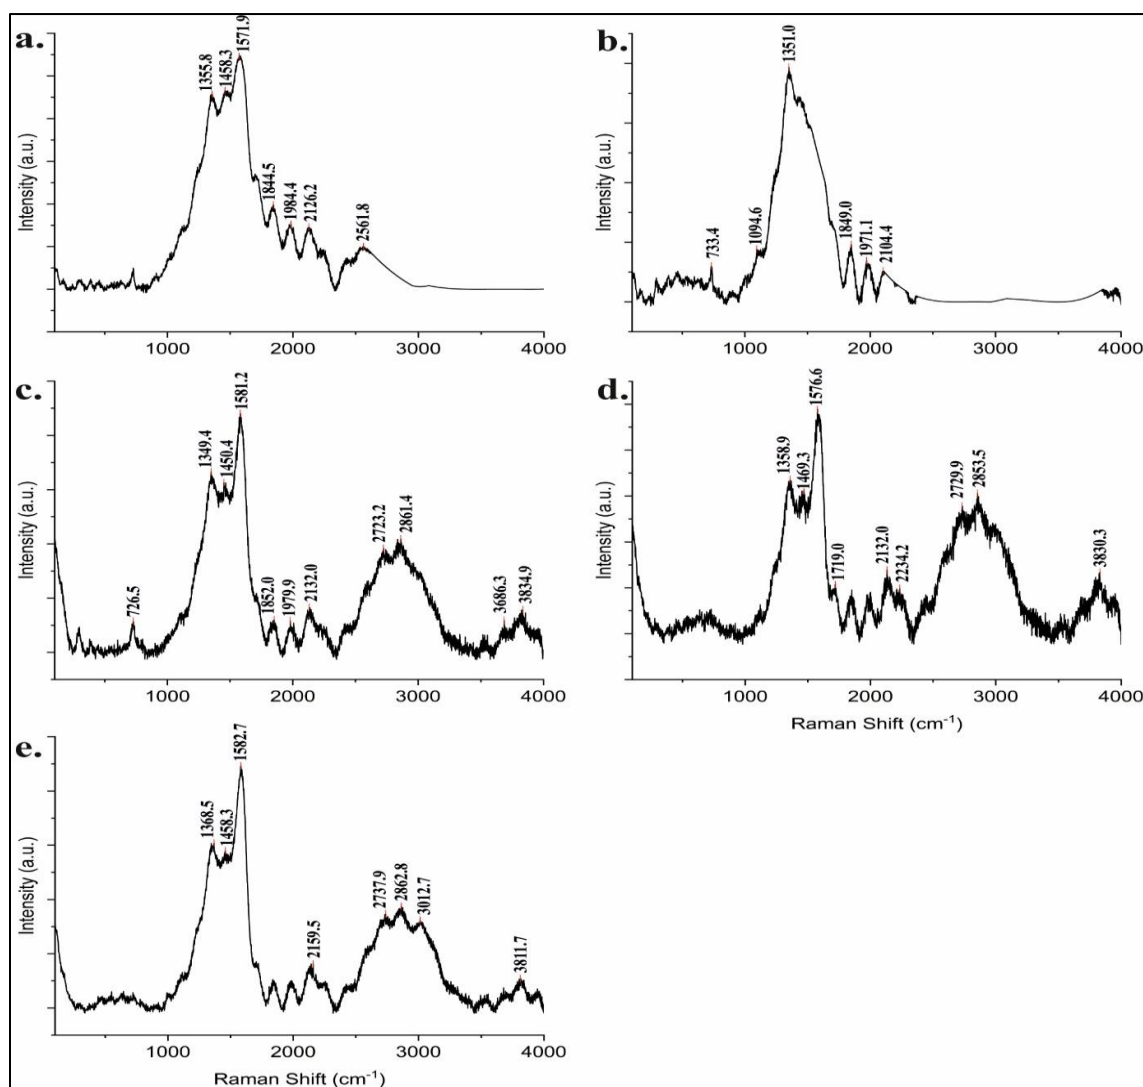 a.
1355.8
1458.3
1571.9
1844.5
1984.4
2126.2
2561.8
Intensity (a.u.)
1000 2000 3000 4000
b.
733.4
1094.6
1351.0
1849.0
1971.1
2104.4
Intensity (a.u.)
1000 2000 3000 4000
c.
726.5
1349.4
1450.4
1581.2
1852.0
1979.9
2132.0
2723.2
2861.4
3686.3
3834.9
Intensity (a.u.)
1000 2000 3000 4000
d.
1358.9
1469.3
1576.6
1719.0
2132.0
2234.2
2729.9
2853.5
3830.3
Intensity (a.u.)
1000 2000 3000 4000
Raman Shift (cm⁻¹)
e.
1368.5
1458.3
1582.7
2159.5
2737.9
2862.8
3012.7
3811.7
Intensity (a.u.)
1000 2000 3000 4000
Raman Shift (cm⁻¹)